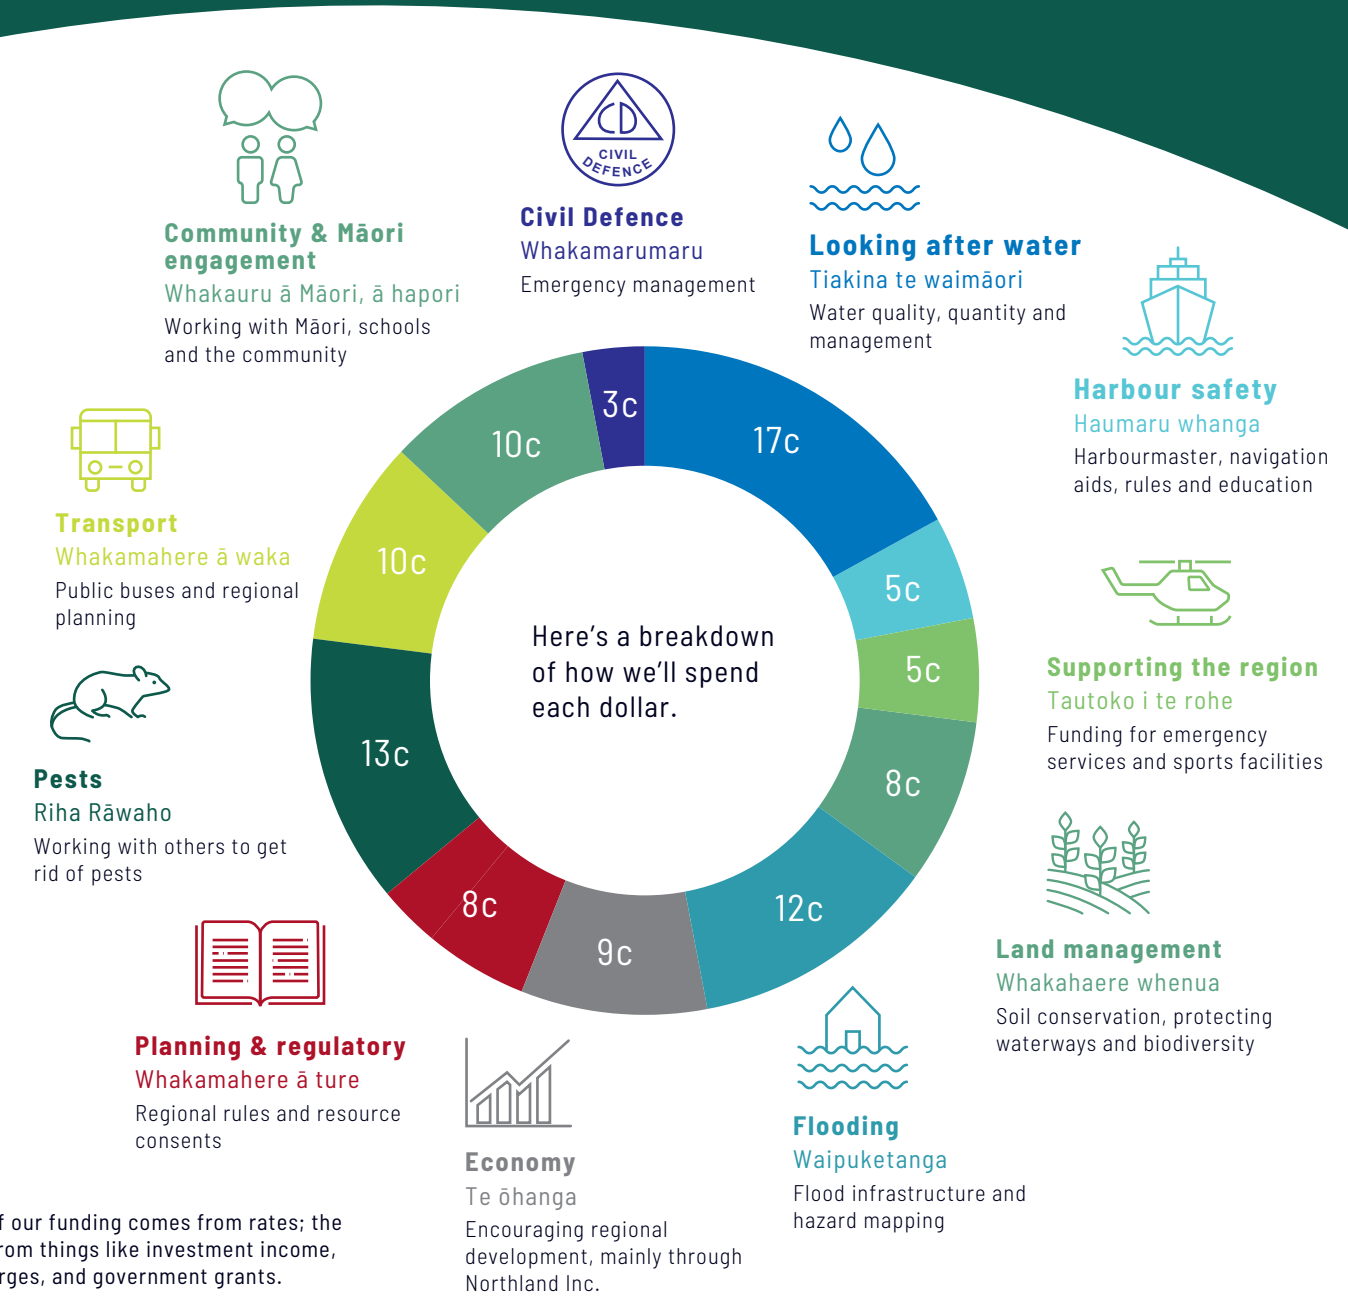 Community & Māori
engagement
Whakauru ā Māori, ā hapori
Working with Māori, schools
and the community
CD
CIVIL
DEFENCE
Civil Defence
Whakamarumaru
Emergency management
Looking after water
Tiakina te waimāori
Water quality, quantity and
management
Harbour safety
Haumaru whanga
Harbourmaster, navigation
aids, rules and education
Transport
Whakamahere ā waka
Public buses and regional
planning
Supporting the region
Tautoko i te rohe
Funding for emergency
services and sports facilities
Pests
Riha Rāwaho
Working with others to get
rid of pests
3c
17c
5c
5c
8c
12c
9c
8c
13c
10c
10c
Here's a breakdown
of how we'll spend
each dollar.
Land management
Whakahaere whenua
Soil conservation, protecting
waterways and biodiversity
Planning & regulatory
Whakamahere ā ture
Regional rules and resource
consents
Economy
Te ōhanga
Encouraging regional
development, mainly through
Northland Inc.
Flooding
Waipuketanga
Flood infrastructure and
hazard mapping
our funding comes from rates; the
things like investment income,
and government grants.